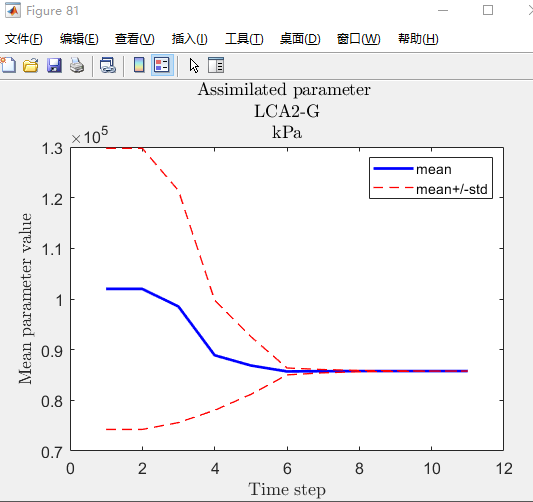 Figure 81
文件(F) 编辑(E) 查看(V) 插入(I) 工具(T) 桌面(D) 窗口(W) 帮助(H)
Assimilated parameter
LCA2-G
kPa
×10^5
1.3
1.2
1.1
1
0.9
0.8
0.7
Mean parameter value
mean
mean+/-std
0 2 4 6 8 10 12
Time step